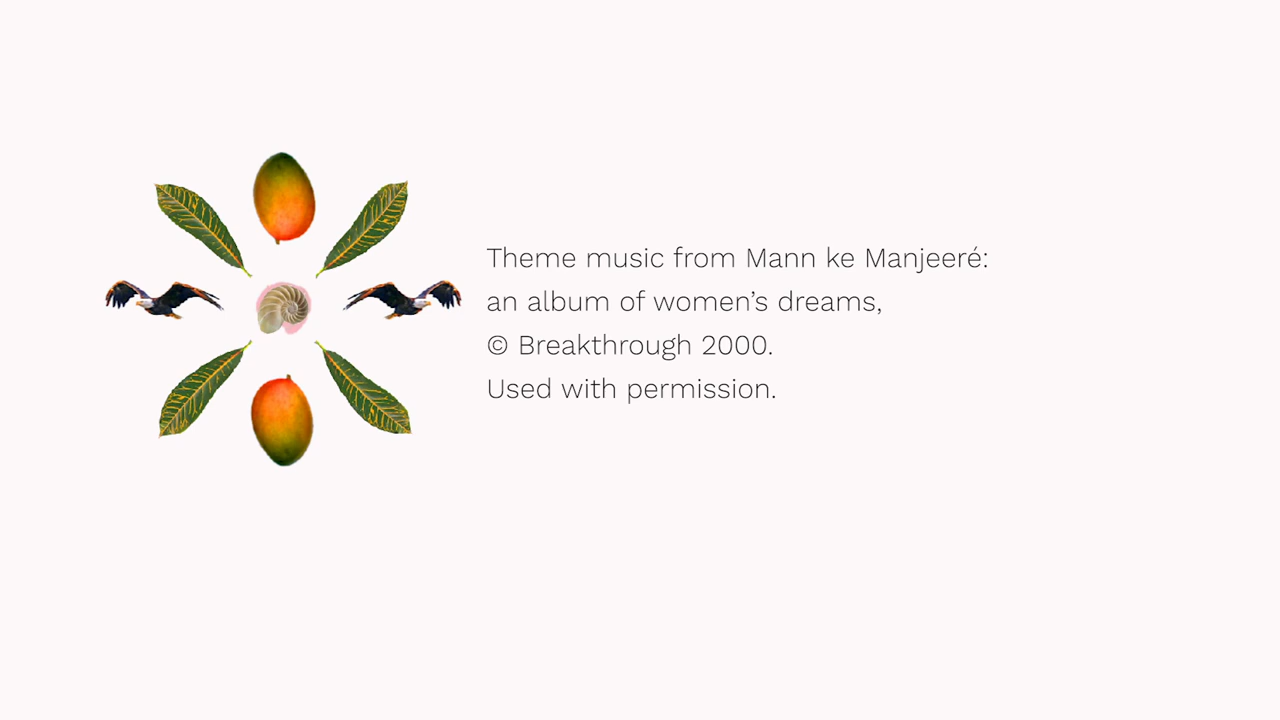 Theme music from Mann ke Manjeeré:
an album of women’s dreams,
© Breakthrough 2000.
Used with permission.